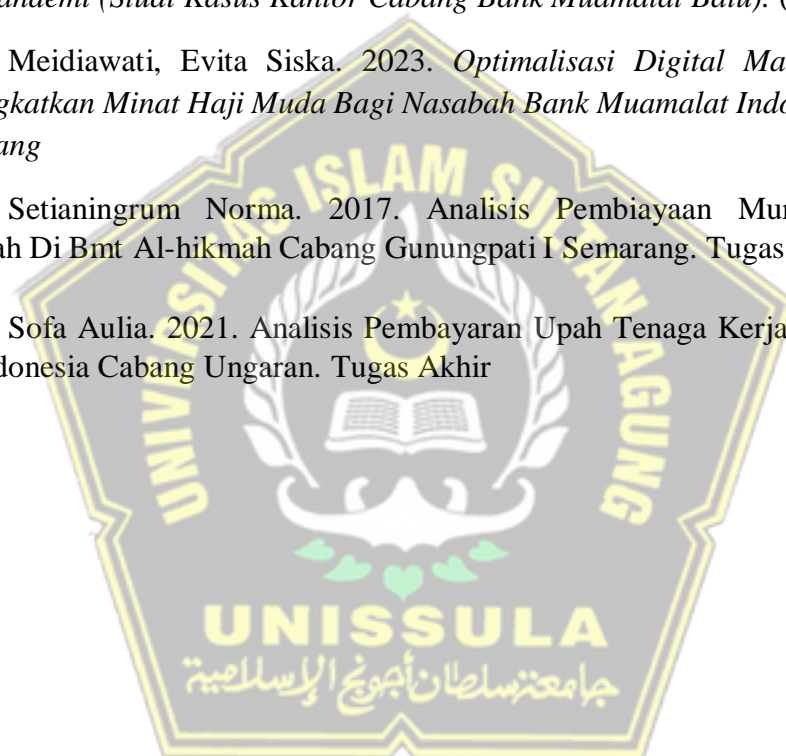 andemi (Studi Kasus Kantor Cabang Bank Muamalat Batu).
Meidiawati, Evita Siska. 2023. Optimalisasi Digital Ma
gkatkan Minat Haji Muda Bagi Nasabah Bank Muamalat Indo
ang
Setianingrum Norma. 2017. Analisis Pembiayaan Mu
ah Di Bmt Al-hikmah Cabang Gunungpati I Semarang. Tugas
Sofa Aulia. 2021. Analisis Pembayaran Upah Tenaga Kerja
donesia Cabang Ungaran. Tugas Akhir
UNIVERSITAS ISLAM SULTAN AGUNG
UNISSULA
جامعتسلطان أجونج الإسلامية